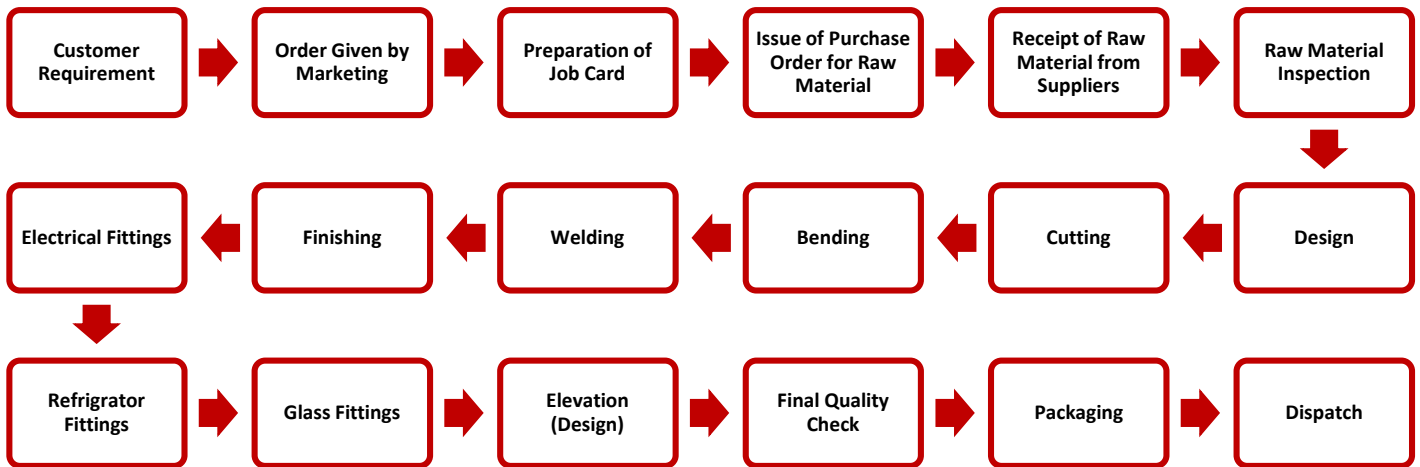 Customer
Requirement
Order Given by
Marketing
Preparation of
Job Card
Issue of Purchase
Order for Raw
Material
Receipt of Raw
Material from
Suppliers
Raw Material
Inspection
Design
Cutting
Bending
Welding
Finishing
Electrical Fittings
Refrigrator
Fittings
Glass Fittings
Elevation
(Design)
Final Quality
Check
Packaging
Dispatch